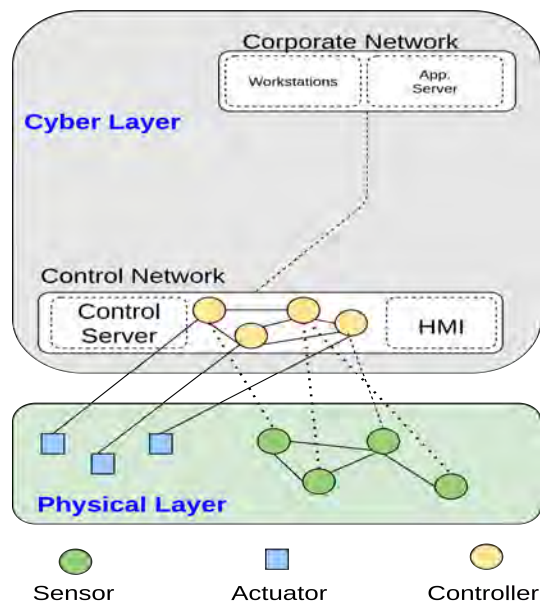 Corporate Network
Workstations
App.
Server
Cyber Layer
Control Network
Control
Server
HMI
Physical Layer
Sensor
Actuator
Controller